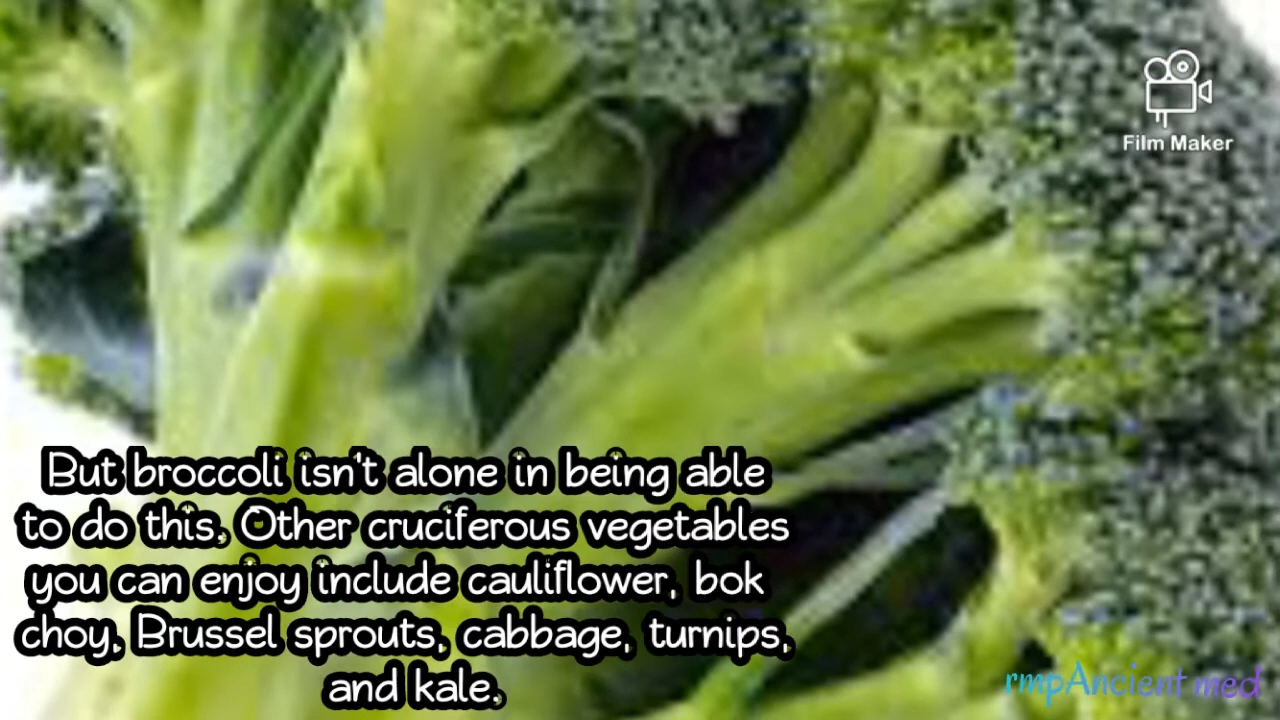 Film Maker
But broccoli isn't alone in being able
to do this. Other cruciferous vegetables
you can enjoy include cauliflower, bok
choy, Brussel sprouts, cabbage, turnips,
and kale.
rmpAncient med